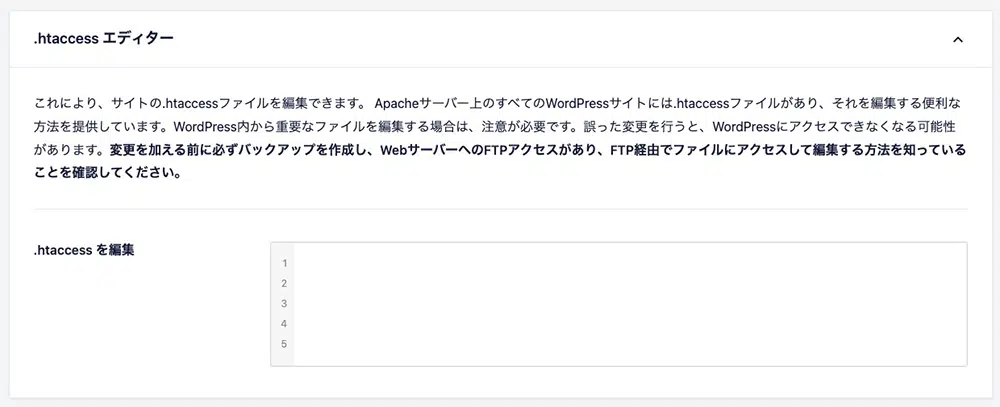 .htaccess エディター
これにより、サイトの.htaccessファイルを編集できます。 Apacheサーバー上のすべてのWordPressサイトには.htaccessファイルがあり、それを編集する便利な
方法を提供しています。WordPress内から重要なファイルを編集する場合は、注意が必要です。誤った変更を行うと、WordPressにアクセスできなくなる可能性
があります。変更を加える前に必ずバックアップを作成し、WebサーバーへのFTPアクセスがあり、FTP経由でファイルにアクセスして編集する方法を知っている
ことを確認してください。
.htaccess を編集
1
2
3
4
5